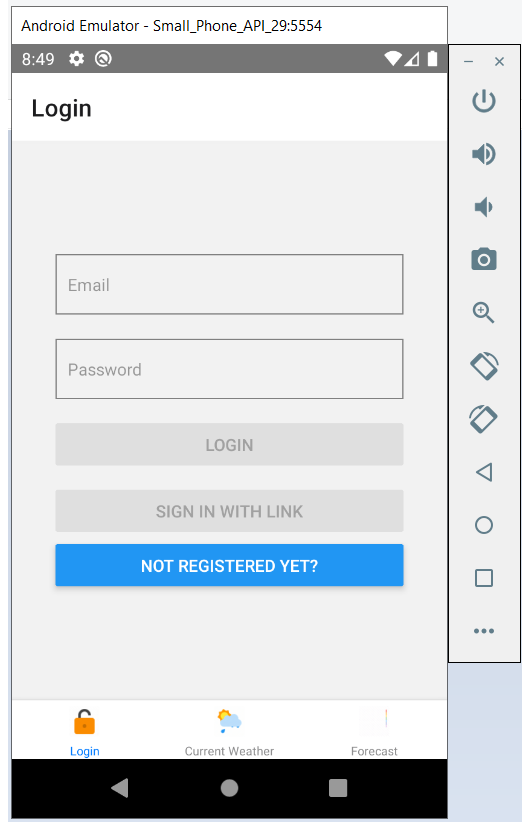 Android Emulator - Small_Phone_API_29:5554
8:49
Login
Email
Password
LOGIN
SIGN IN WITH LINK
NOT REGISTERED YET?
Login Current Weather Forecast